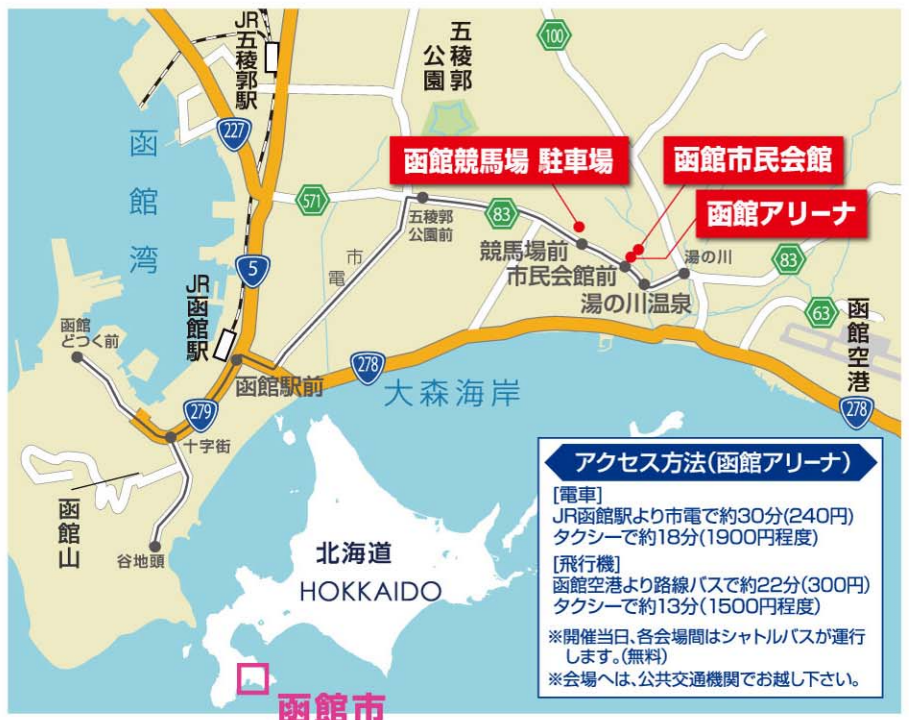 JR五稜郭駅
五稜郭公園
100
函館湾
227
函館競馬場 駐車場
函館市民会館
函館アリーナ
571
五稜郭
公園前
83
競馬場前
市民会館前
湯の川
湯の川温泉
83
63
函館空港
市電
5
JR函館駅
函館
どつく前
函館駅前
278
大森海岸
278
279
十字街
函館山
谷地頭
北海道
HOKKAIDO
函館市
アクセス方法(函館アリーナ)
[電車]
JR函館駅より市電で約30分(240円)
タクシーで約18分(1900円程度)
[飛行機]
函館空港より路線バスで約22分(300円)
タクシーで約13分(1500円程度)
※開催当日、各会場間はシャトルバスが運行
します。(無料)
※会場へは、公共交通機関でお越し下さい。